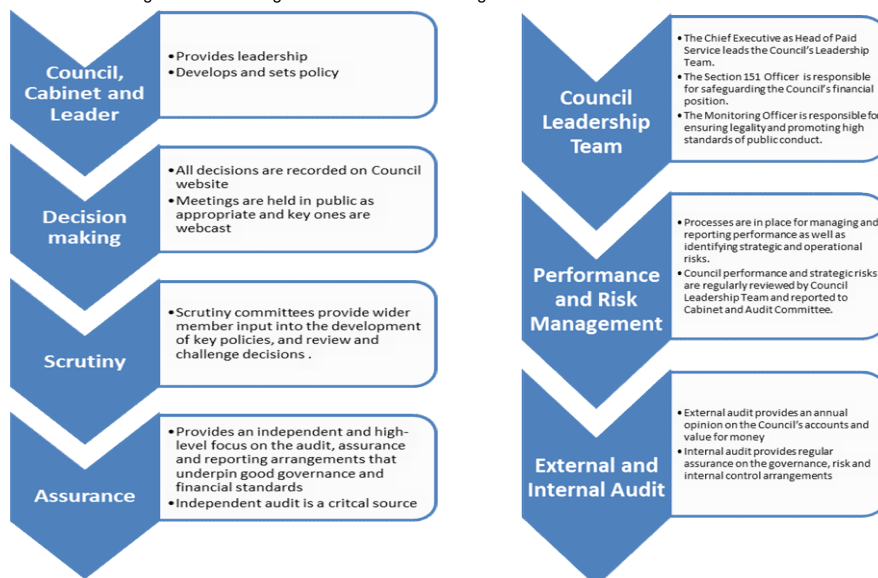 Council,
Cabinet and
Leader
•Provides leadership
•Develops and sets policy
Decision
making
•All decisions are recorded on Council
website
•Meetings are held in public as
appropriate and key ones are
webcast
Scrutiny
•Scrutiny committees provide wider
member input into the development
of key policies, and review and
challenge decisions .
Assurance
•Provides an independent and high-
level focus on the audit, assurance
and reporting arrangements that
underpin good governance and
financial standards
•Independent audit is a critcal source
Council
Leadership
Team
•The Chief Executive as Head of Paid
Service leads the Council's Leadership
Team.
•The Section 151 Officer is responsible
for safeguarding the Council's financial
position.
•The Monitoring Officer is responsible for
ensuring legality and promoting high
standards of public conduct.
Performance
and Risk
Management
•Processes are in place for managing and
reporting performance as well as
identifying strategic and operational
risks.
•Council performance and strategic risks
are regularly reviewed by Council
Leadership Team and reported to
Cabinet and Audit Committee.
External and
Internal Audit
•External audit provides an annual
opinion on the Council's accounts and
value for money
•Internal audit provides regular
assurance on the governance, risk and
internal control arrangements